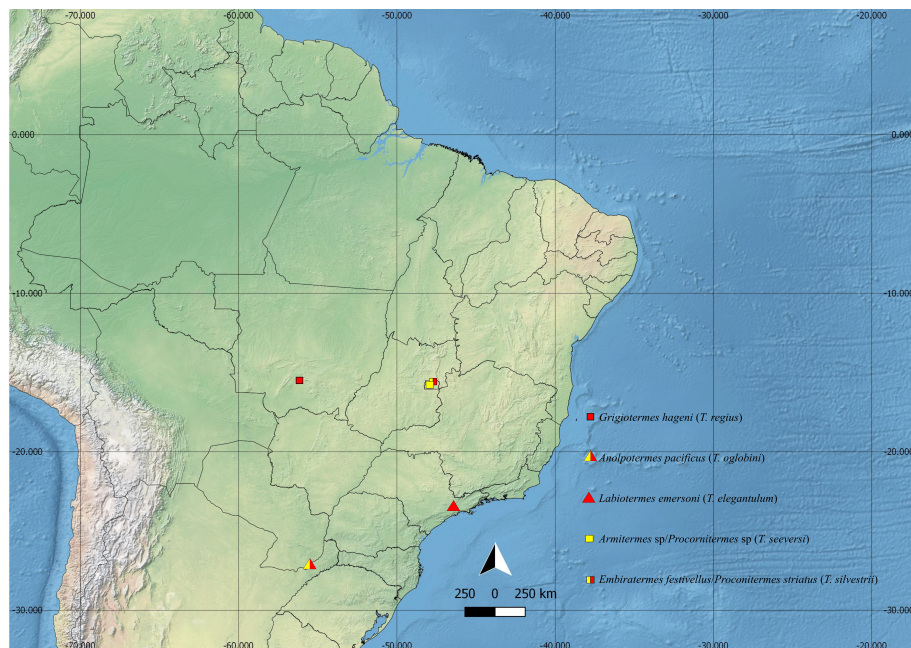 -70.000 -60.000 -50.000 -40.000 -30.000 -20.000
0.000 0.000
-10.000 -10.000
Grigiotermes hageni (T. regius)
-20.000 -20.000
Anolpotermes pacificus (T. oglobini)
Labiotermes emersoni (T. elegantulum)
Armitermes sp/Procornitermes sp (T. seeversi)
Embiratermes festivellus/Proconitermes striatus (T. silvestrii)
250 0 250 km
-30.000 -30.000
-70.000 -60.000 -50.000 -40.000 -30.000 -20.000